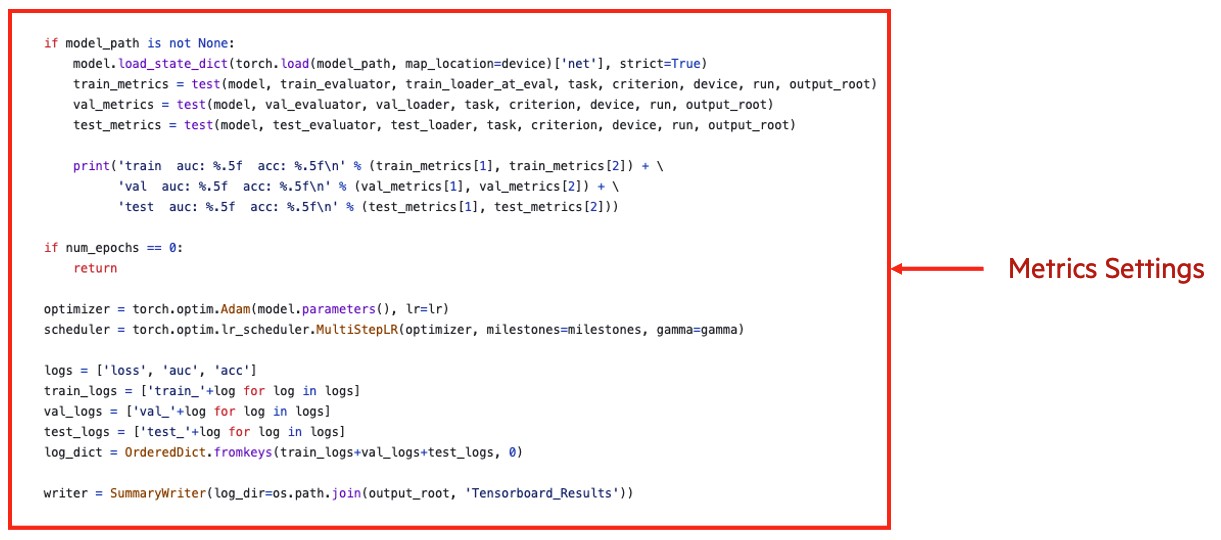 if model_path is not None:
    model.load_state_dict(torch.load(model_path, map_location=device)['net'], strict=True)
    train_metrics = test(model, train_evaluator, train_loader_at_eval, task, criterion, device, run, output_root)
    val_metrics = test(model, val_evaluator, val_loader, task, criterion, device, run, output_root)
    test_metrics = test(model, test_evaluator, test_loader, task, criterion, device, run, output_root)

    print('train  auc: %.5f  acc: %.5f\n' % (train_metrics[1], train_metrics[2]) + \
          'val  auc: %.5f  acc: %.5f\n' % (val_metrics[1], val_metrics[2]) + \
          'test  auc: %.5f  acc: %.5f\n' % (test_metrics[1], test_metrics[2]))

if num_epochs == 0:
    return

optimizer = torch.optim.Adam(model.parameters(), lr=lr)
scheduler = torch.optim.lr_scheduler.MultiStepLR(optimizer, milestones=milestones, gamma=gamma)

logs = ['loss', 'auc', 'acc']
train_logs = ['train_'+log for log in logs]
val_logs = ['val_'+log for log in logs]
test_logs = ['test_'+log for log in logs]
log_dict = OrderedDict.fromkeys(train_logs+val_logs+test_logs, 0)

writer = SummaryWriter(log_dir=os.path.join(output_root, 'Tensorboard_Results'))
Metrics Settings